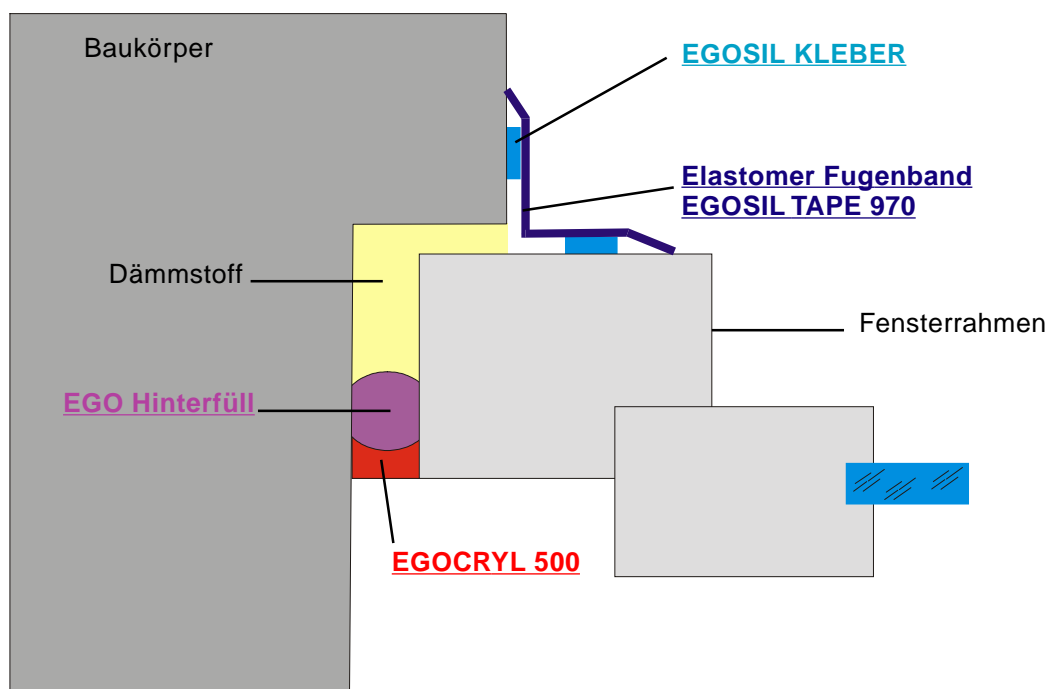 Baukörper
EGOSIL KLEBER
Elastomer Fugenband
EGOSIL TAPE 970
Dämmstoff
Fensterrahmen
EGO Hinterfüll
EGOCRYL 500